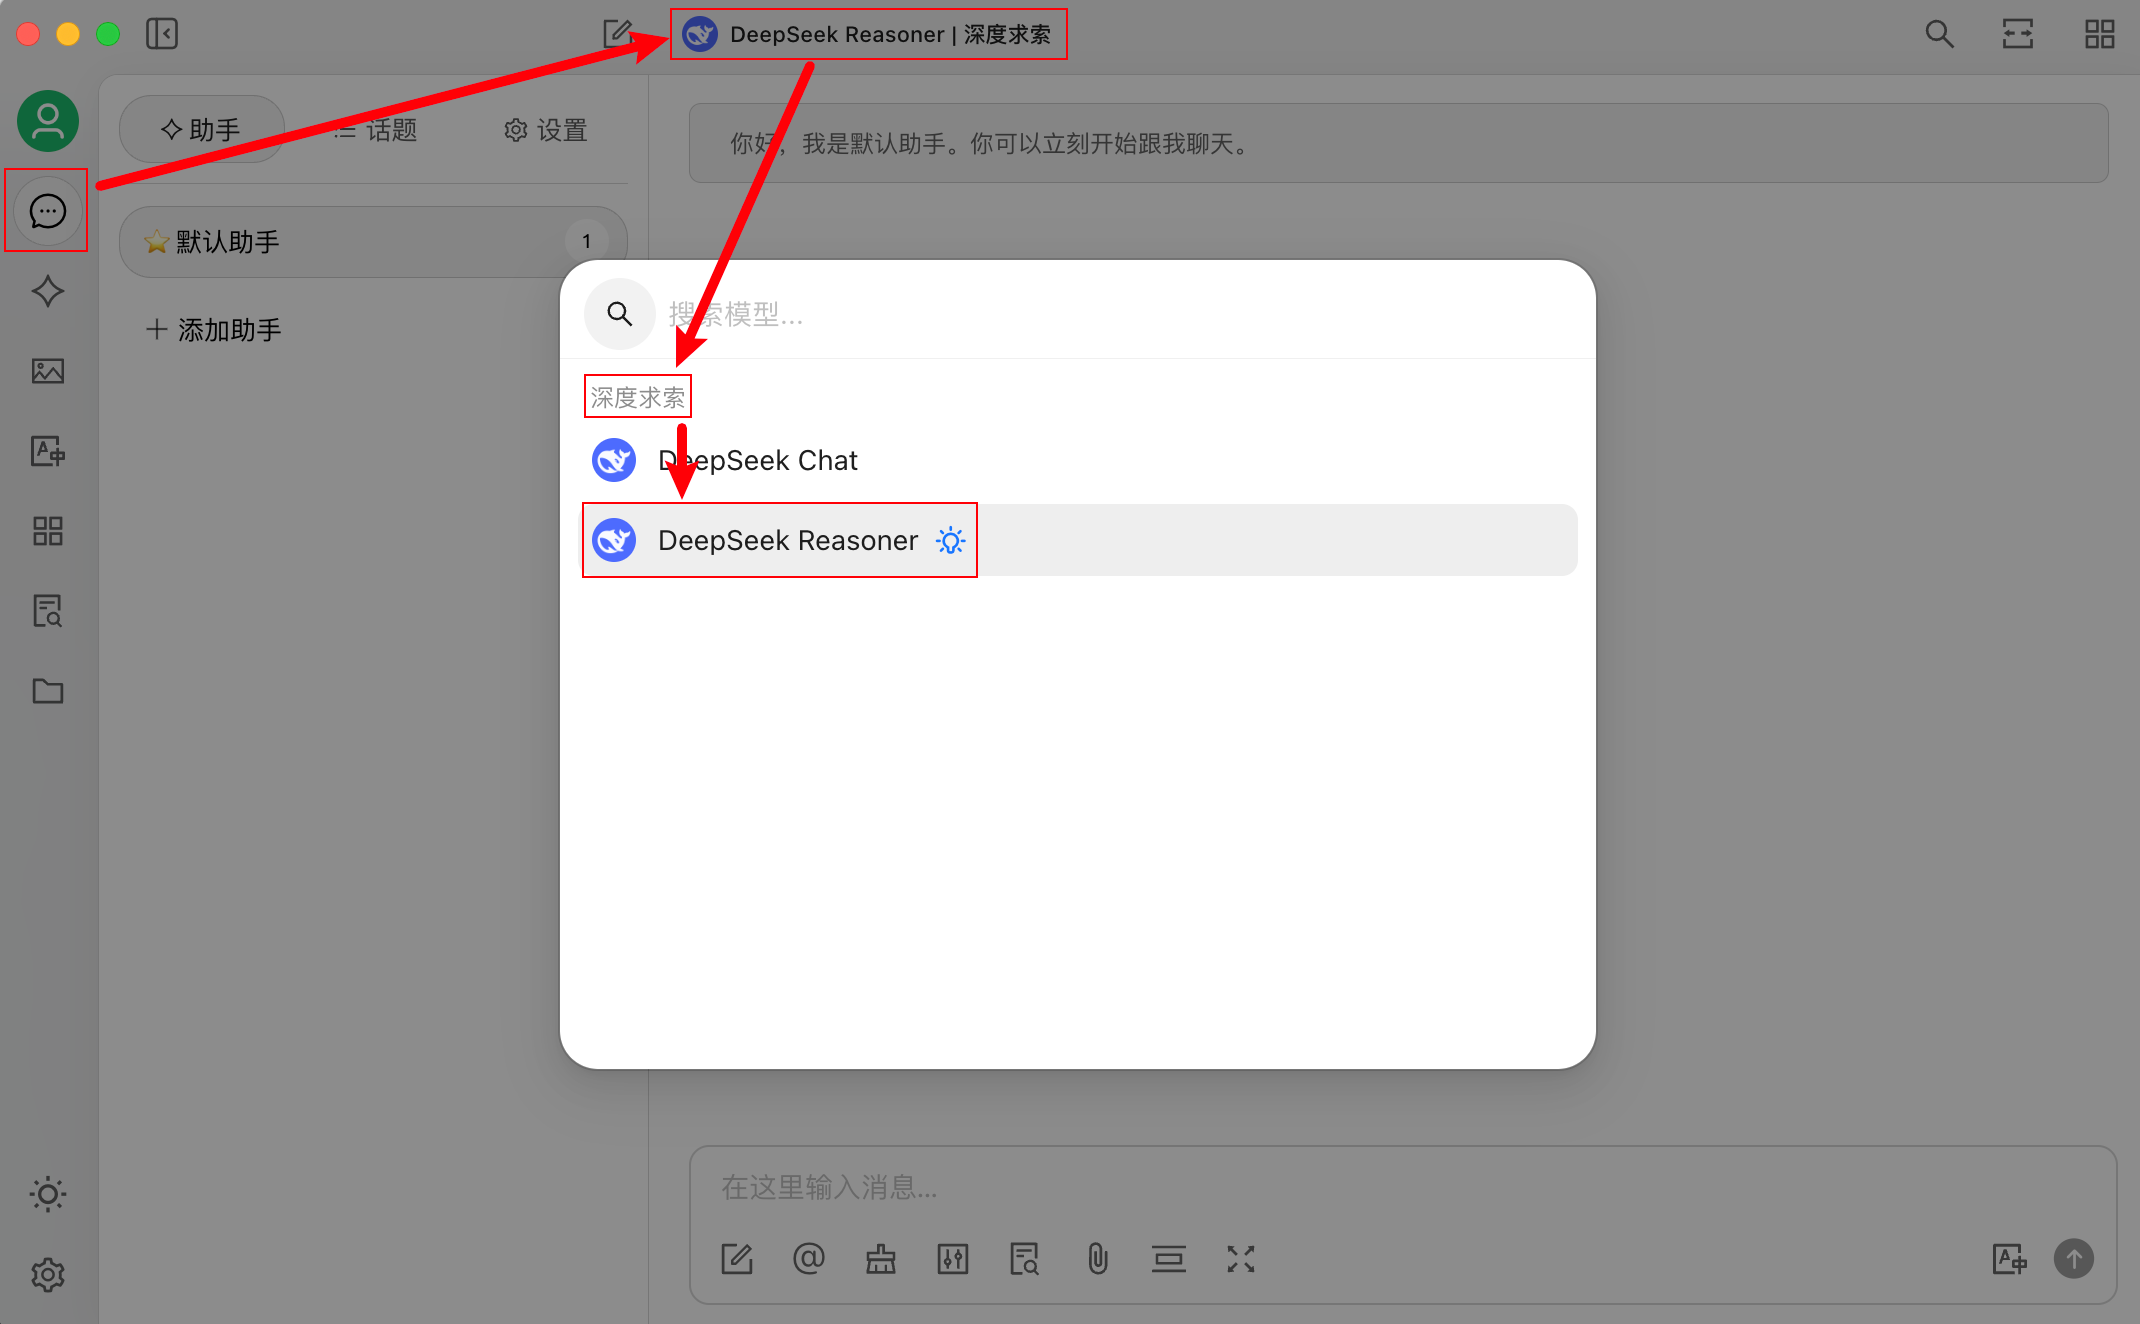 DeepSeek Reasoner | 深度求索
助手
话题
设置
你好，我是默认助手。你可以立刻开始跟我聊天。
⭐ 默认助手
1
+ 添加助手
搜索模型...
深度求索
DeepSeek Chat
DeepSeek Reasoner
在这里输入消息...